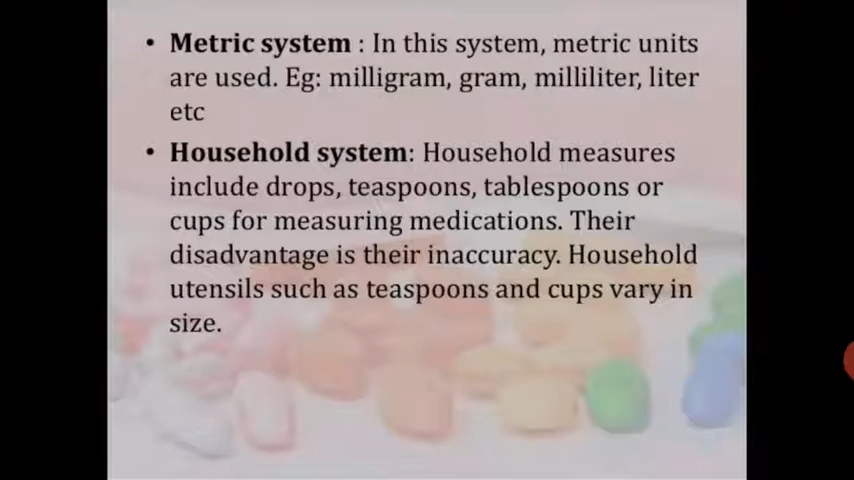 • Metric system : In this system, metric units
are used. Eg: milligram, gram, milliliter, liter
etc
• Household system: Household measures
include drops, teaspoons, tablespoons or
cups for measuring medications. Their
disadvantage is their inaccuracy. Household
utensils such as teaspoons and cups vary in
size.